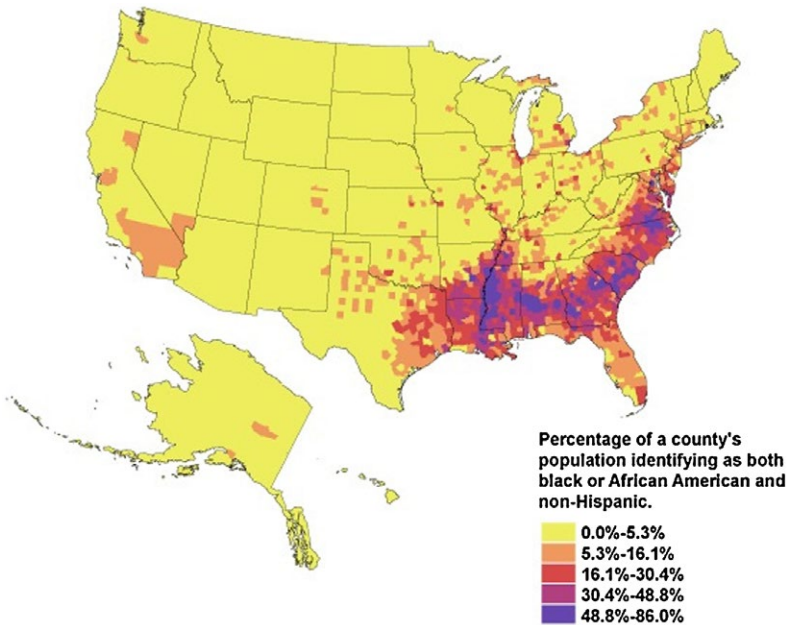 Percentage of a county's
population identifying as both
black or African American and
non-Hispanic.
0.0%-5.3%
5.3%-16.1%
16.1%-30.4%
30.4%-48.8%
48.8%-86.0%